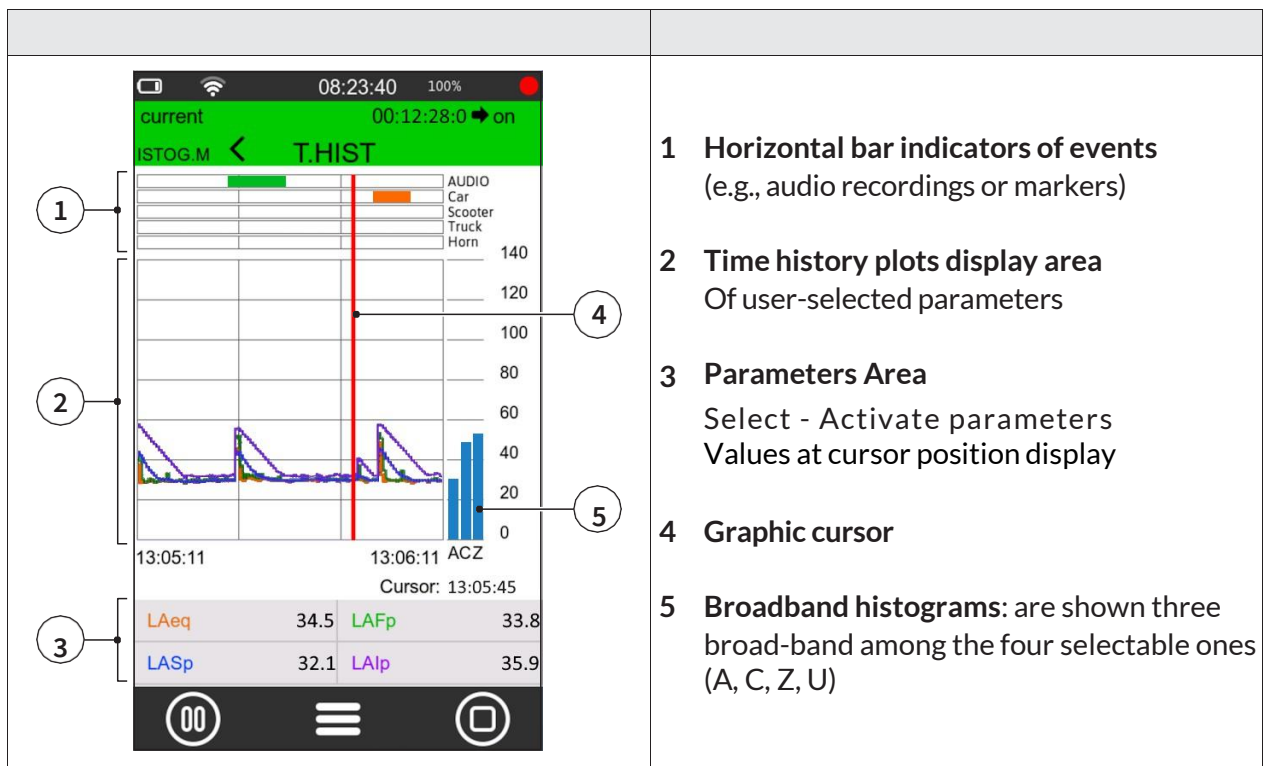 08:23:40 100%
current 00:12:28:0 ➡ on
ISTOG.M < T.HIST
AUDIO
Car
Scooter
Truck
Horn
140
120
100
80
60
40
20
0
13:05:11 13:06:11 ACZ
Cursor: 13:05:45
LAeq 34.5 LAFp 33.8
LASp 32.1 LAIp 35.9
1
2
3
4
5
1 Horizontal bar indicators of events
(e.g., audio recordings or markers)
2 Time history plots display area
Of user-selected parameters
3 Parameters Area
Select - Activate parameters
Values at cursor position display
4 Graphic cursor
5 Broadband histograms: are shown three
broad-band among the four selectable ones
(A, C, Z, U)